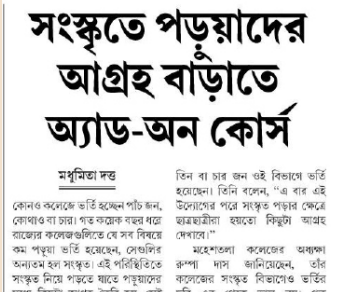 সংস্কৃতে পড়ুয়াদের
আগ্রহ বাড়াতে
অ্যাড-অন কোর্স
মধুমিতা দত্ত
কোনও কলেজে ভর্তি হচ্ছেন পাঁচ জন,
কোথাও বা চার। গত কয়েক বছর ধরে
রাজ্যের কলেজগুলিতে যে সব বিষয়ে
কম পড়ুয়া ভর্তি হয়েছেন, সেগুলির
অন্যতম হল সংস্কৃত। এই পরিস্থিতিতে
সংস্কৃত নিয়ে পড়তে যাতে পড়ুয়াদের
তিন বা চার জন ওই বিভাগে ভর্তি
হয়েছেন। তিনি বলেন, “এ বার এই
উদ্যোগের পরে সংস্কৃত পড়ার ক্ষেত্রে
ছাত্রছাত্রীরা হয়তো কিছুটা আগ্রহ
দেখাবে।”
মহেশতলা কলেজের অধ্যক্ষা
রুম্পা দাস জানিয়েছেন, তাঁর
কলেজের সংস্কৃত বিভাগেও ভর্তির